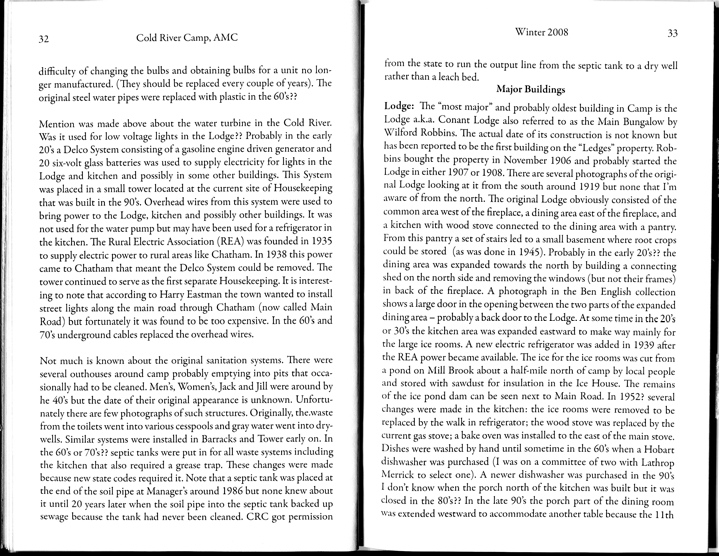 32
Cold River Camp, AMC
difficulty of changing the bulbs and obtaining bulbs for a unit no lon-
ger manufactured. (They should be replaced every couple of years). The
original steel water pipes were replaced with plastic in the 60's??
Mention was made above about the water turbine in the Cold River.
Was it used for low voltage lights in the Lodge?? Probably in the early
20's a Delco System consisting of a gasoline engine driven generator and
20 six-volt glass batteries was used to supply electricity for lights in the
Lodge and kitchen and possibly in some other buildings. This System
was placed in a small tower located at the current site of Housekeeping
that was built in the 90's. Overhead wires from this system were used to
bring power to the Lodge, kitchen and possibly other buildings. It was
not used for the water pump but may have been used for a refrigerator in
the kitchen. The Rural Electric Association (REA) was founded in 1935
to supply electric power to rural areas like Chatham. In 1938 this power
came to Chatham that meant the Delco System could be removed. The
tower continued to serve as the first separate Housekeeping. It is interest-
ing to note that according to Harry Eastman the town wanted to install
street lights along the main road through Chatham (now called Main
Road) but fortunately it was found to be too expensive. In the 60's and
70's underground cables replaced the overhead wires.
Not much is known about the original sanitation systems. There were
several outhouses around camp probably emptying into pits that occa-
sionally had to be cleaned. Men's, Women's, Jack and Jill were around by
he 40's but the date of their original appearance is unknown. Unfortu-
nately there are few photographs of such structures. Originally, the.waste
from the toilets went into various cesspools and gray water went into dry-
wells. Similar systems were installed in Barracks and Tower early on. In
the 60's or 70's?? septic tanks were put in for all waste systems including
the kitchen that also required a grease trap. These changes were made
because new state codes required it. Note that a septic tank was placed at
the end of the soil pipe at Manager's around 1986 but none knew about
it until 20 years later when the soil pipe into the septic tank backed up
sewage because the tank had never been cleaned. CRC got permission
Winter 2008
33
from the state to run the output line from the septic tank to a dry well
rather than a leach bed.
Major Buildings
Lodge: The "most major" and probably oldest building in Camp is the
Lodge a.k.a. Conant Lodge also referred to as the Main Bungalow by
Wilford Robbins. The actual date of its construction is not known but
has been reported to be the first building on the "Ledges" property. Rob-
bins bought the property in November 1906 and probably started the
Lodge in either 1907 or 1908. There are several photographs of the origi-
nal Lodge looking at it from the south around 1919 but none that I'm
aware of from the north. The original Lodge obviously consisted of the
common area west of the fireplace, a dining area east of the fireplace, and
a kitchen with wood stove connected to the dining area with a pantry.
From this pantry a set of stairs led to a small basement where root crops
could be stored (as was done in 1945). Probably in the early 20's?? the
dining area was expanded towards the north by building a connecting
shed on the north side and removing the windows (but not their frames)
in back of the fireplace. A photograph in the Ben English collection
shows a large door in the opening between the two parts of the expanded
dining area – probably a back door to the Lodge. At some time in the 20's
or 30's the kitchen area was expanded eastward to make way mainly for
the large ice rooms. A new electric refrigerator was added in 1939 after
the REA power became available. The ice for the ice rooms was cut from
a pond on Mill Brook about a half-mile north of camp by local people
and stored with sawdust for insulation in the Ice House. The remains
of the ice pond dam can be seen next to Main Road. In 1952? several
changes were made in the kitchen: the ice rooms were removed to be
replaced by the walk in refrigerator; the wood stove was replaced by the
current gas stove; a bake oven was installed to the east of the main stove.
Dishes were washed by hand until sometime in the 60's when a Hobart
dishwasher was purchased (I was on a committee of two with Lathrop
Merrick to select one). A newer dishwasher was purchased in the 90's
I don't know when the porch north of the kitchen was built but it was
closed in the 80's?? In the late 90's the porch part of the dining room
was extended westward to accommodate another table because the 11th